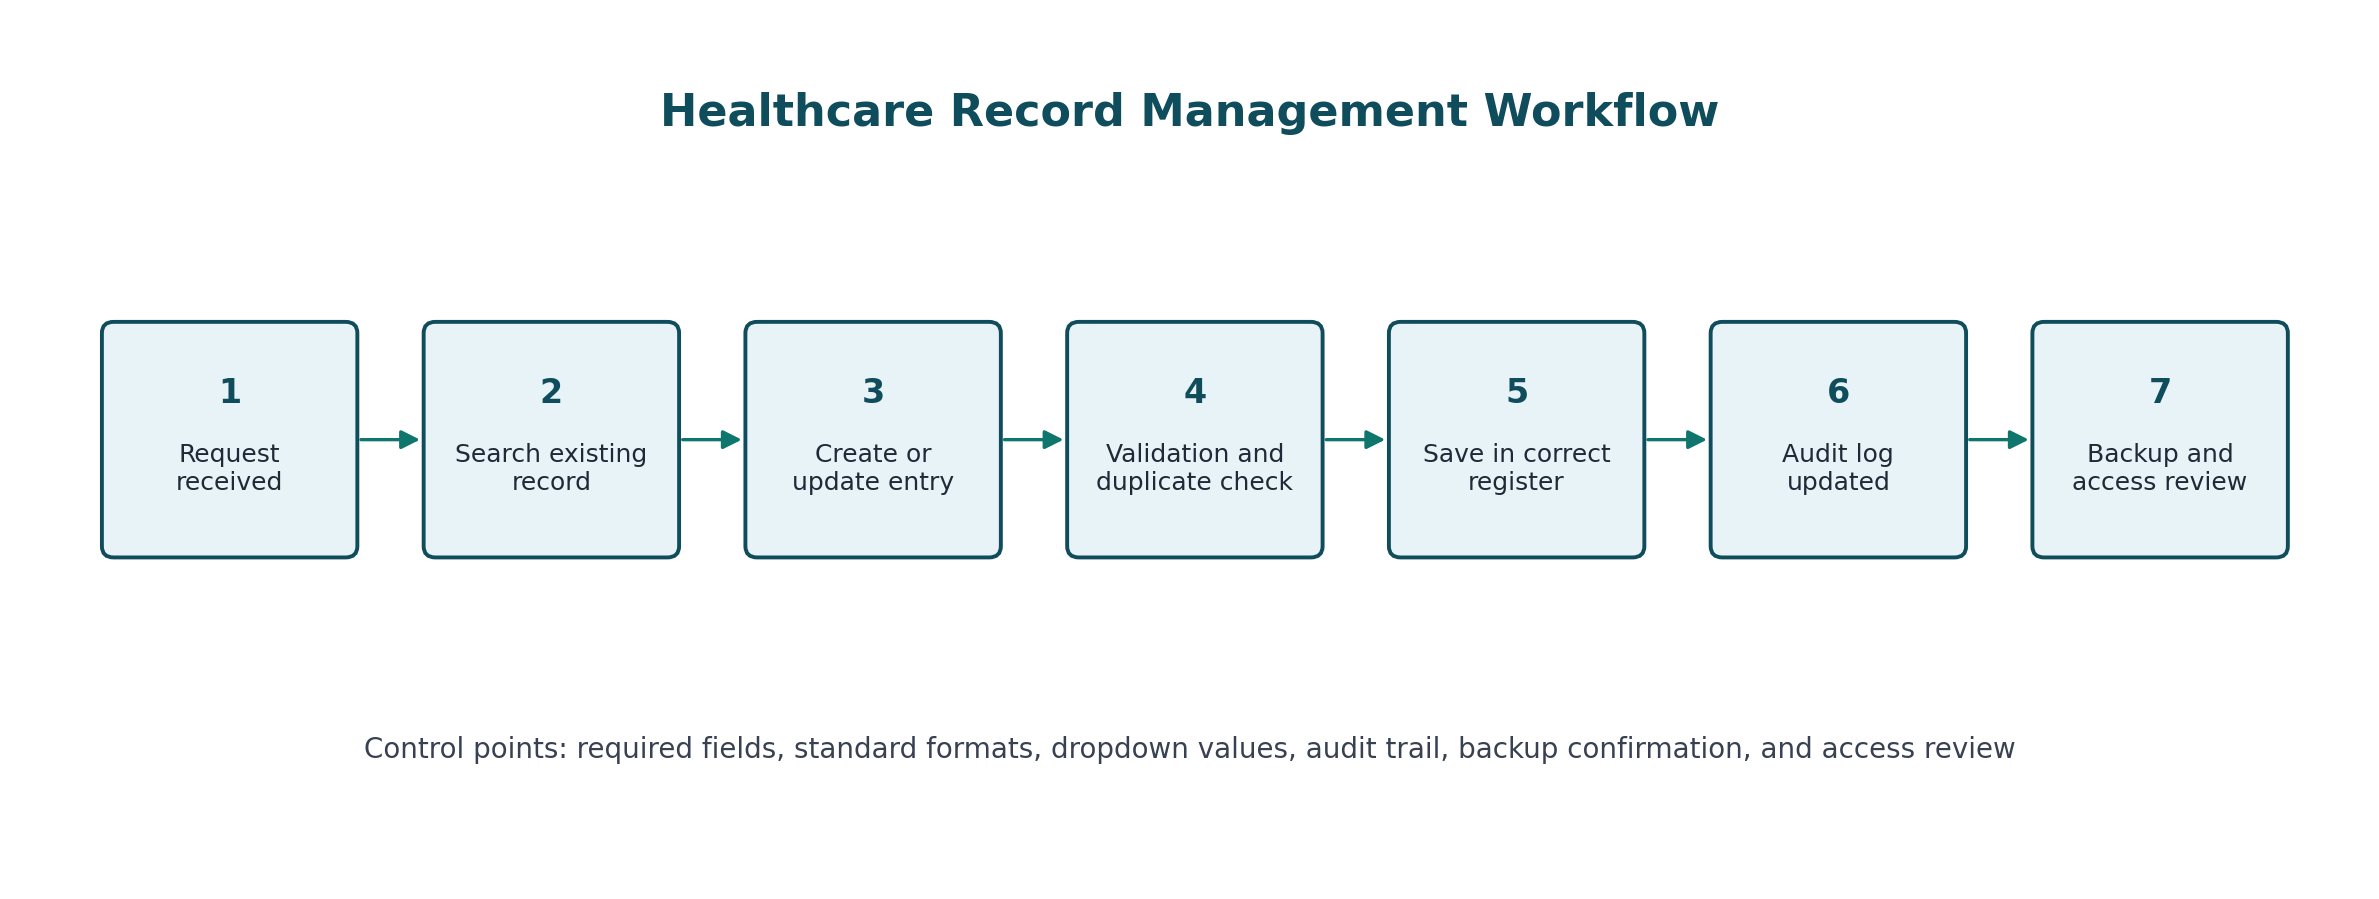 Healthcare Record Management Workflow
1
Request
received
2
Search existing
record
3
Create or
update entry
4
Validation and
duplicate check
5
Save in correct
register
6
Audit log
updated
7
Backup and
access review
Control points: required fields, standard formats, dropdown values, audit trail, backup confirmation, and access review